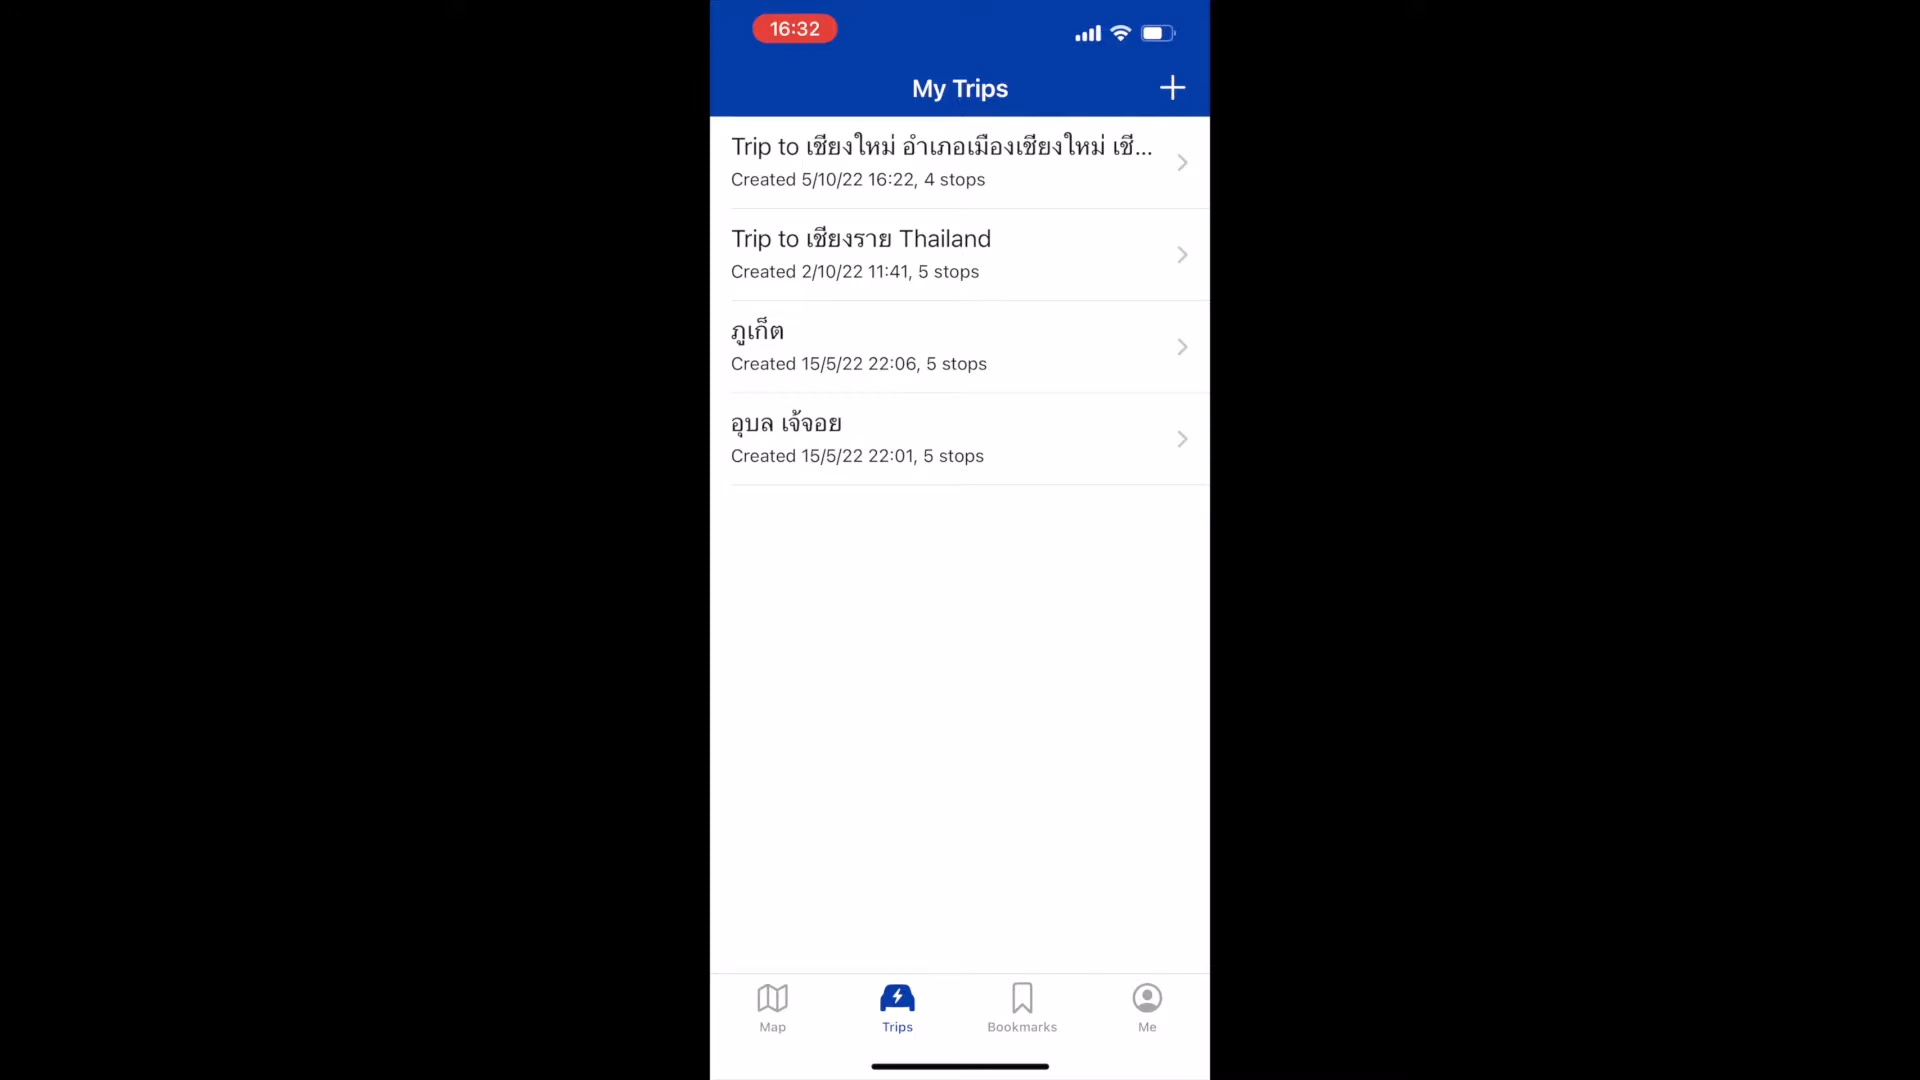 16:32
My Trips
Trip to เชียงใหม่ อำเภอเมืองเชียงใหม่ เชี...
Created 5/10/22 16:22, 4 stops
Trip to เชียงราย Thailand
Created 2/10/22 11:41, 5 stops
ภูเก็ต
Created 15/5/22 22:06, 5 stops
อุบล เจ้จอย
Created 15/5/22 22:01, 5 stops
Map
Trips
Bookmarks
Me